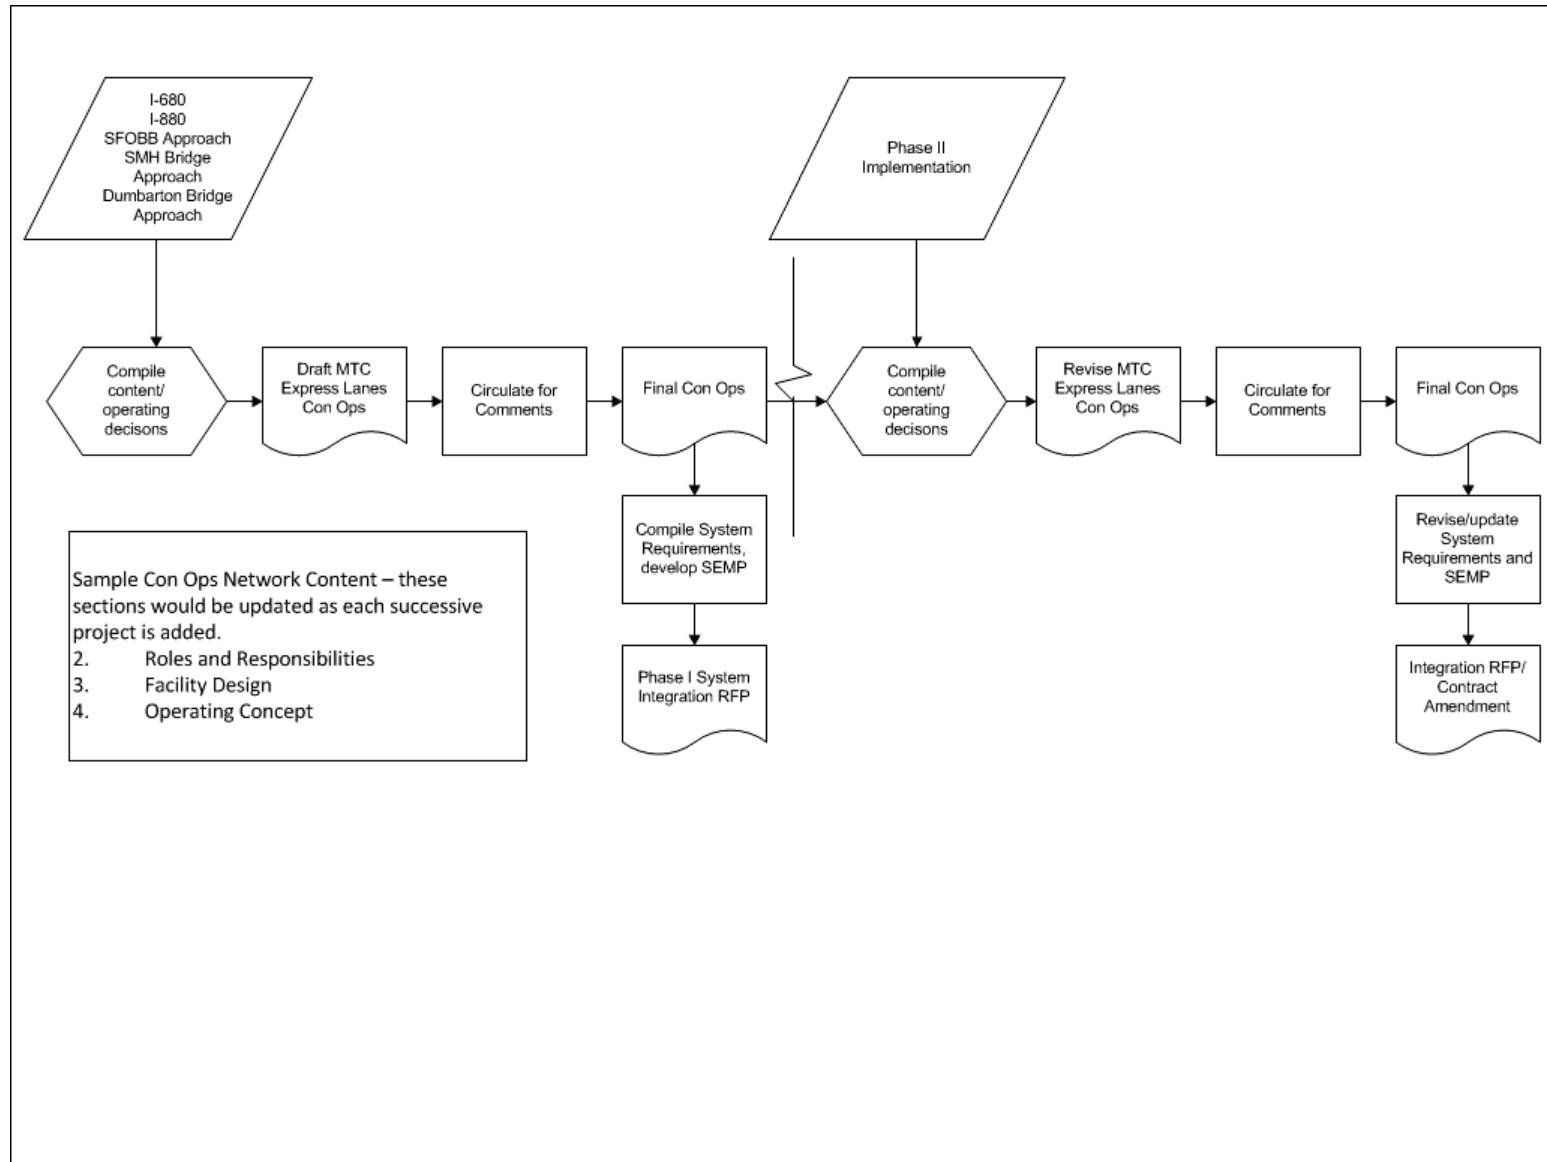 I-680
I-880
SFOBB Approach
SMH Bridge
Approach
Dumbarton Bridge
Approach
Phase II
Implementation
Compile
content/
operating
decisons
Draft MTC
Express Lanes
Con Ops
Circulate for
Comments
Final Con Ops
Compile
content/
operating
decisons
Revise MTC
Express Lanes
Con Ops
Circulate for
Comments
Final Con Ops
Compile System
Requirements,
develop SEMP
Revise/update
System
Requirements and
SEMP
Sample Con Ops Network Content – these
sections would be updated as each successive
project is added.
2. Roles and Responsibilities
3. Facility Design
4. Operating Concept
Phase I System
Integration RFP
Integration RFP/
Contract
Amendment